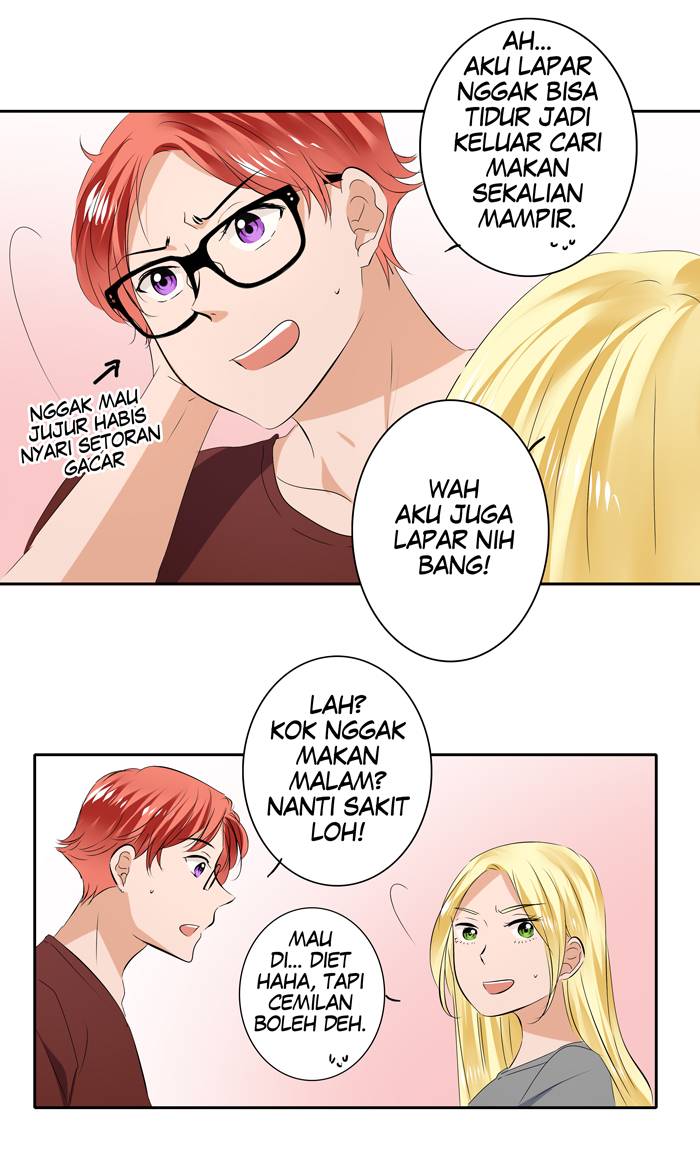 AH...
AKU LAPAR
NGGAK BISA
TIDUR JADI
KELUAR CARI
MAKAN
SEKALIAN
MAMPIR.
NGGAK MAU
JUJUR HABIS
NYARI SETORAN
GACAR
WAH
AKU JUGA
LAPAR NIH
BANG!
LAH?
KOK NGGAK
MAKAN
MALAM?
NANTI SAKIT
LOH!
MAU
DI... DIET
HAHA, TAPI
CEMILAN
BOLEH DEH.